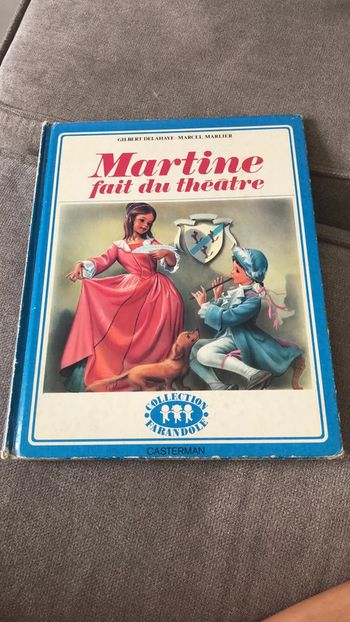 GILBERT DELAHAYE - MARCEL MARLIER
Martine
fait du théâtre
COLLECTION
FARANDOLE
CASTERMAN